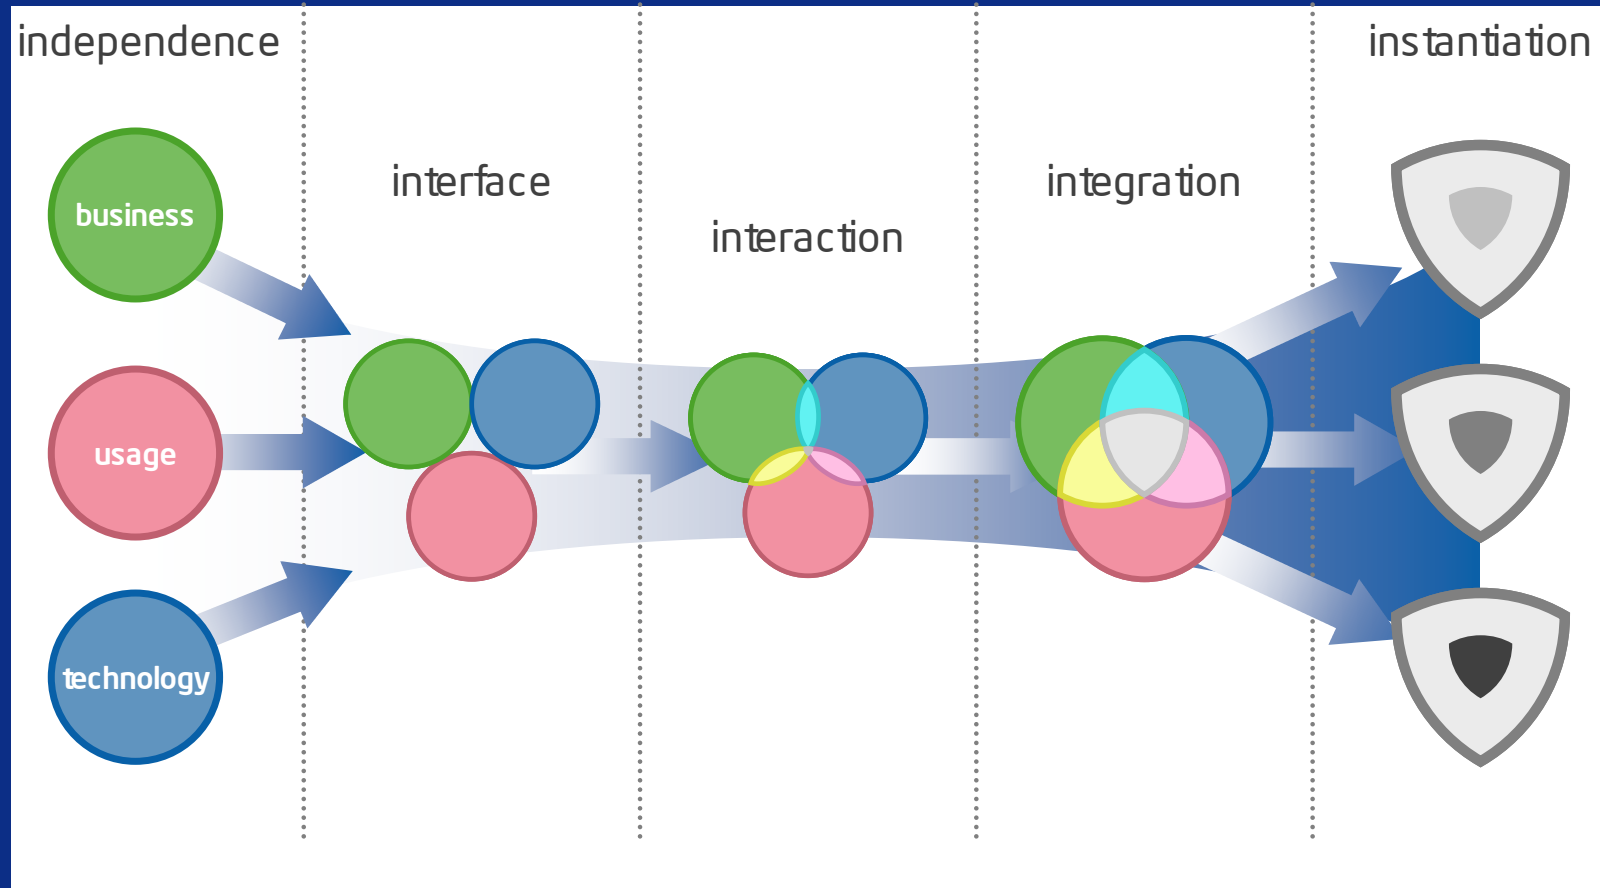 independence
instantiation
interface
integration
interaction
business
usage
technology